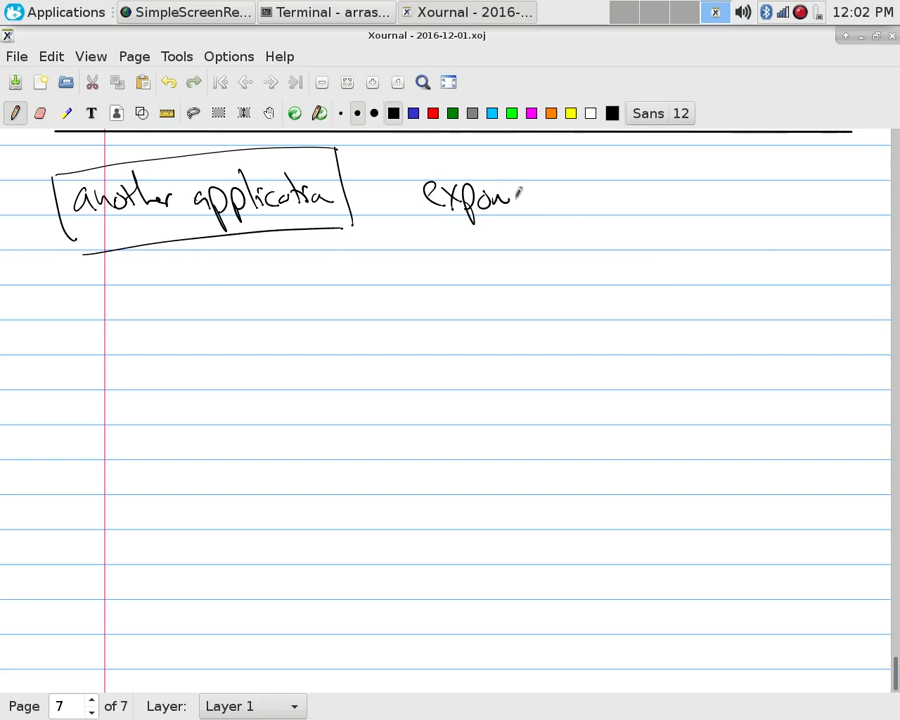 Applications SimpleScreenRe... Terminal - arras... Xournal - 2016-... 12:02 PM
Xournal - 2016-12-01.xoj
File Edit View Page Tools Options Help
Sans 12
another application expon
Page 7 of 7 Layer: Layer 1